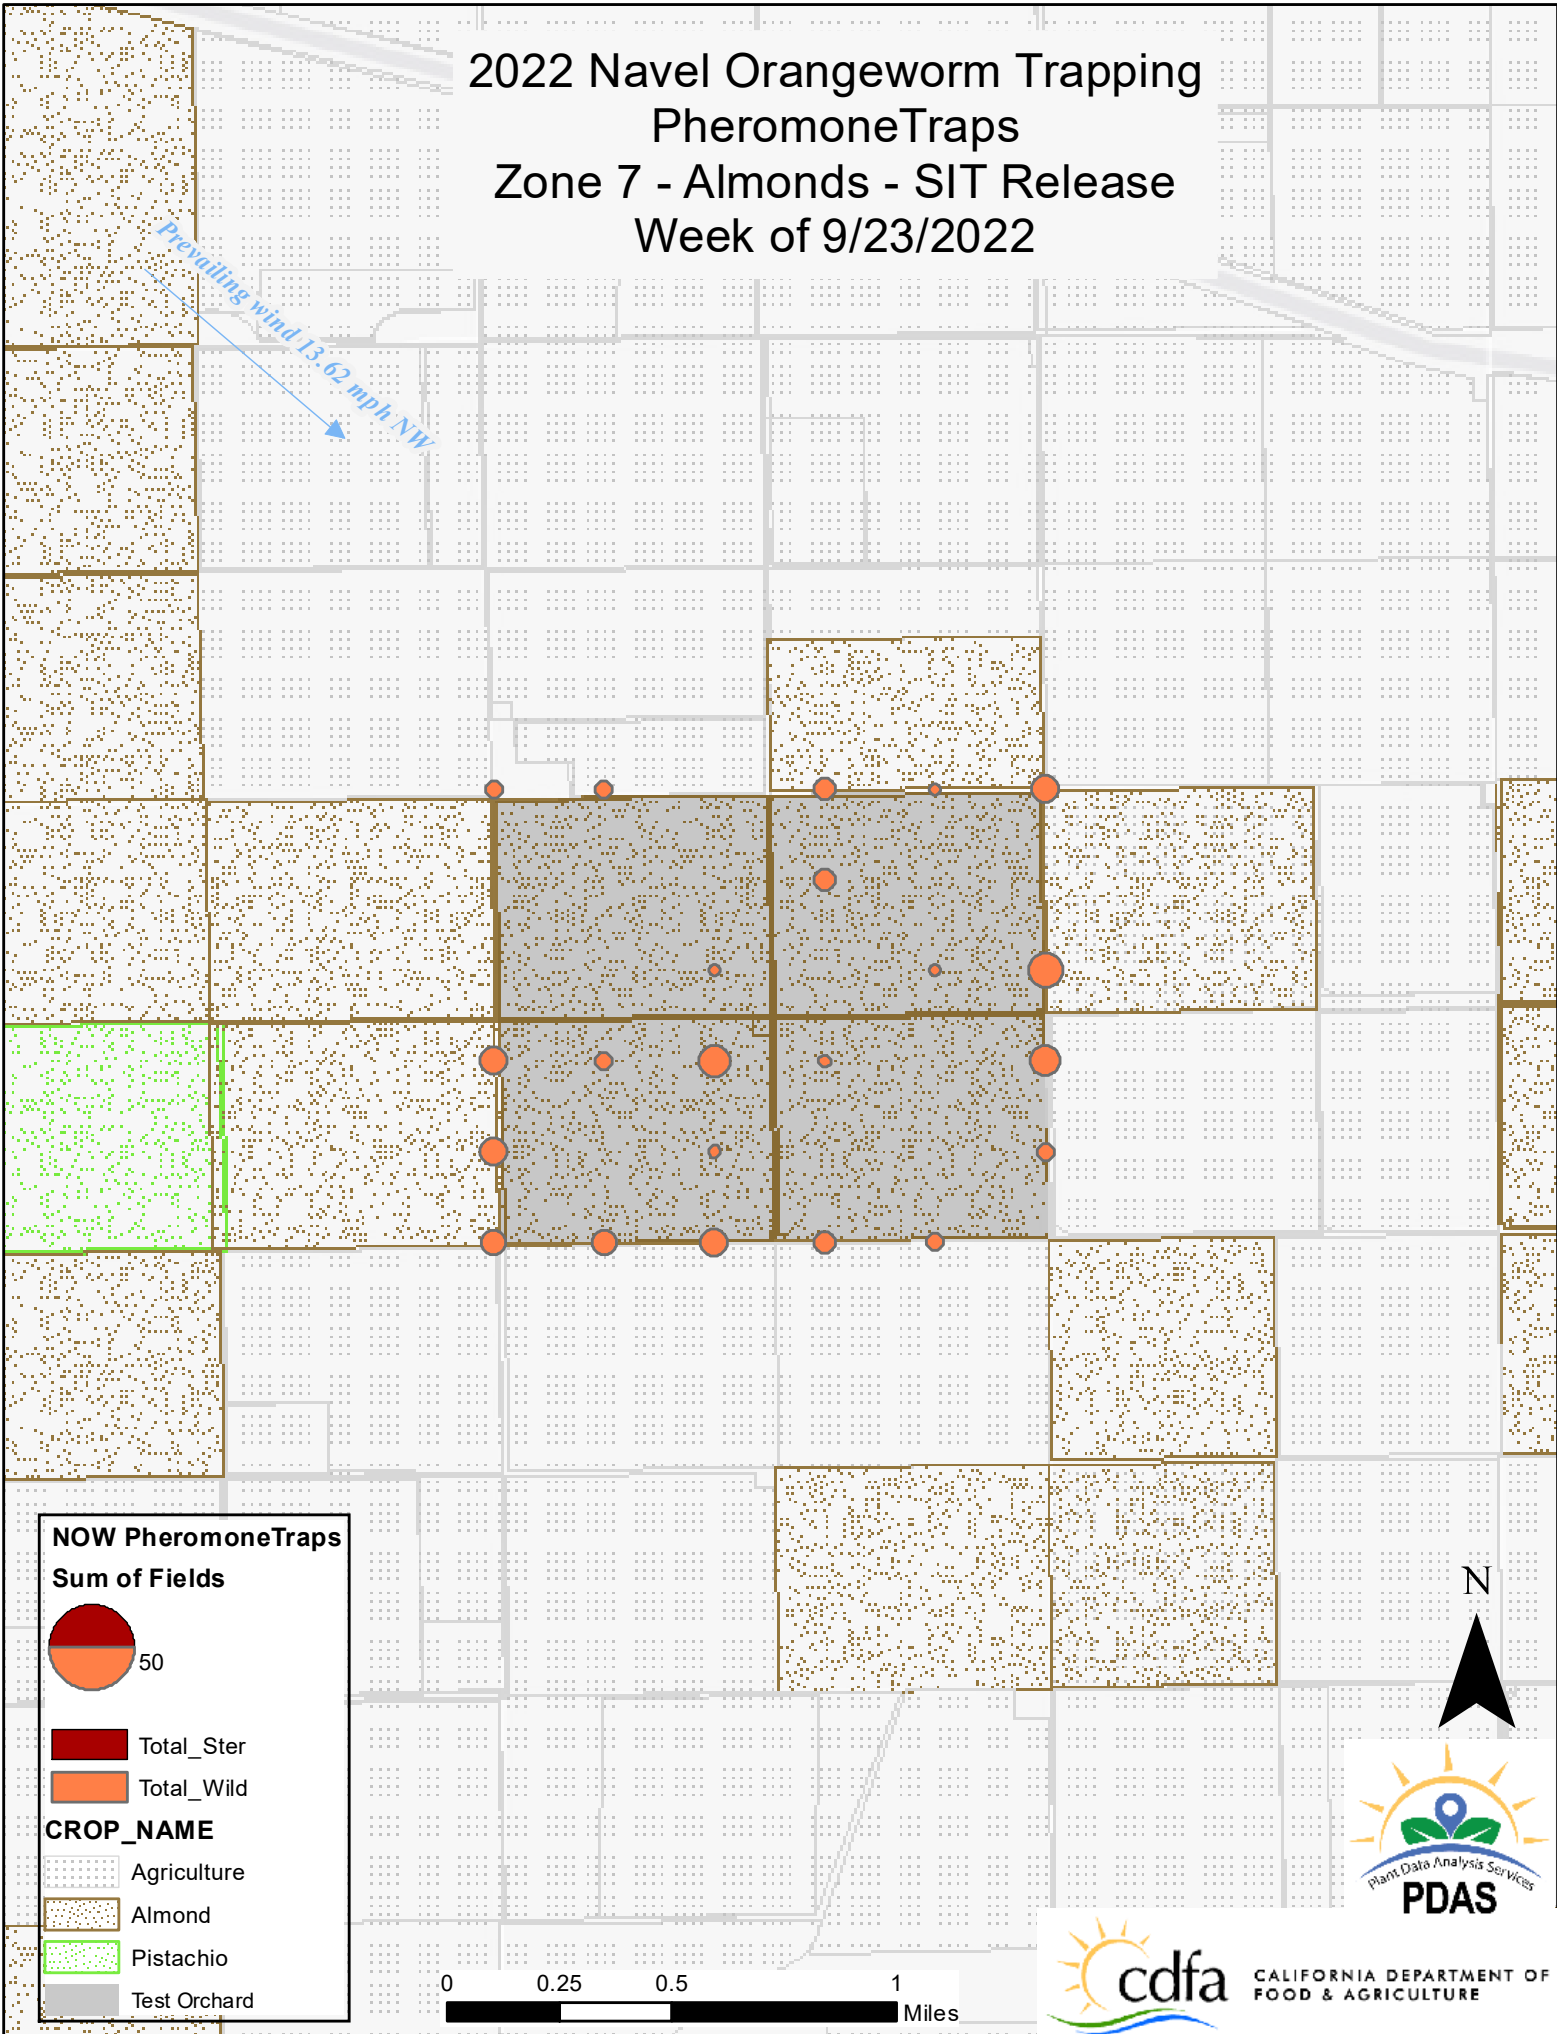 2022 Navel Orangeworm Trapping
PheromoneTraps
Zone 7 - Almonds - SIT Release
Week of 9/23/2022
Prevailing wind 13.62 mph NW
NOW PheromoneTraps
Sum of Fields
50
Total_Ster
Total_Wild
CROP_NAME
Agriculture
Almond
Pistachio
Test Orchard
0 0.25 0.5 1
Miles
N
Plant Data Analysis Services
PDAS
cdfa
CALIFORNIA DEPARTMENT OF
FOOD & AGRICULTURE